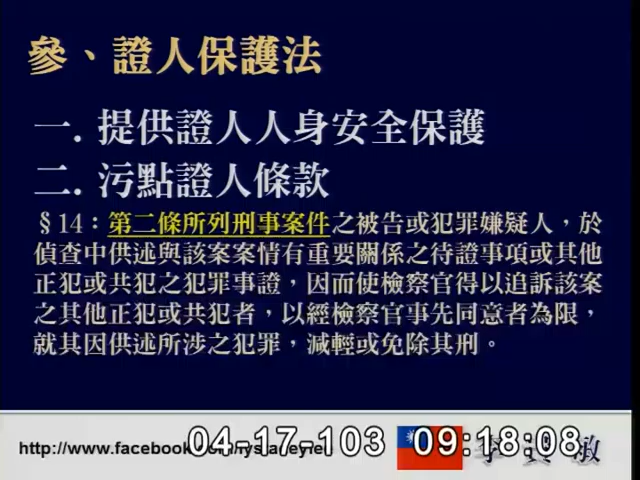 參、證人保護法
一. 提供證人人身安全保護
二. 污點證人條款
§14：第二條所列刑事案件之被告或犯罪嫌疑人，於
偵查中供述與該案案情有重要關係之待證事項或其他
正犯或共犯之犯罪事證，因而使檢察官得以追訴該案
之其他正犯或共犯者，以經檢察官事先同意者為限，
就其因供述所涉之犯罪，減輕或免除其刑。
http://www.facebook 04-17-103 09:18:08